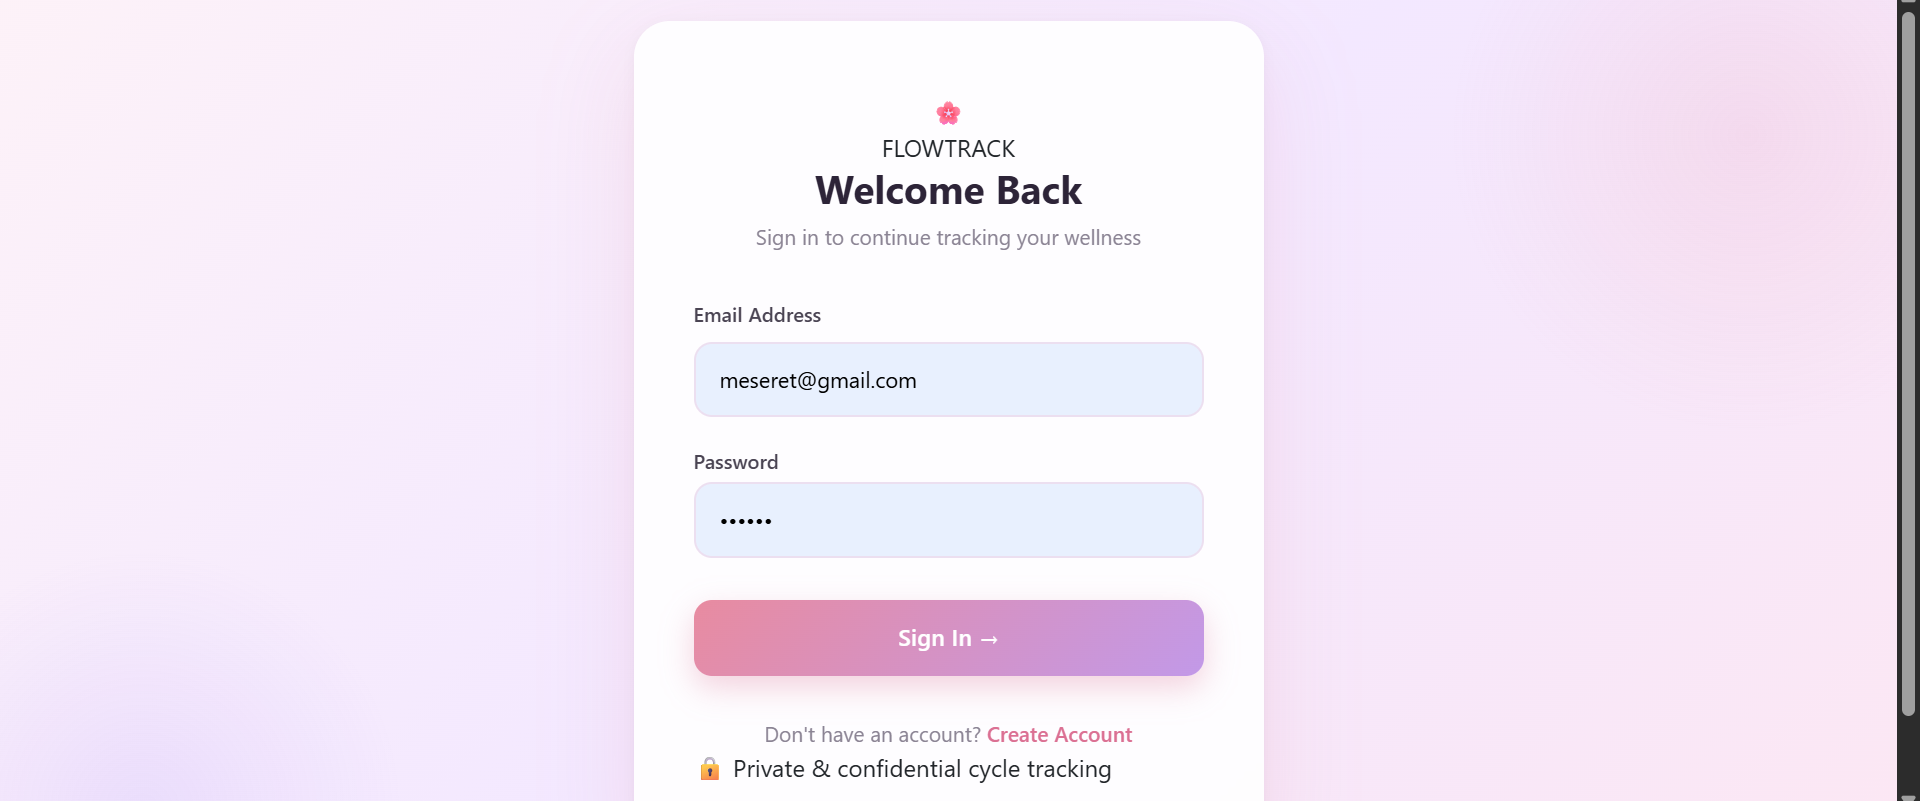 FLOWTRACK
Welcome Back
Sign in to continue tracking your wellness
Email Address
meseret@gmail.com
Password
••••••
Sign In →
Don't have an account? Create Account
🔒 Private & confidential cycle tracking